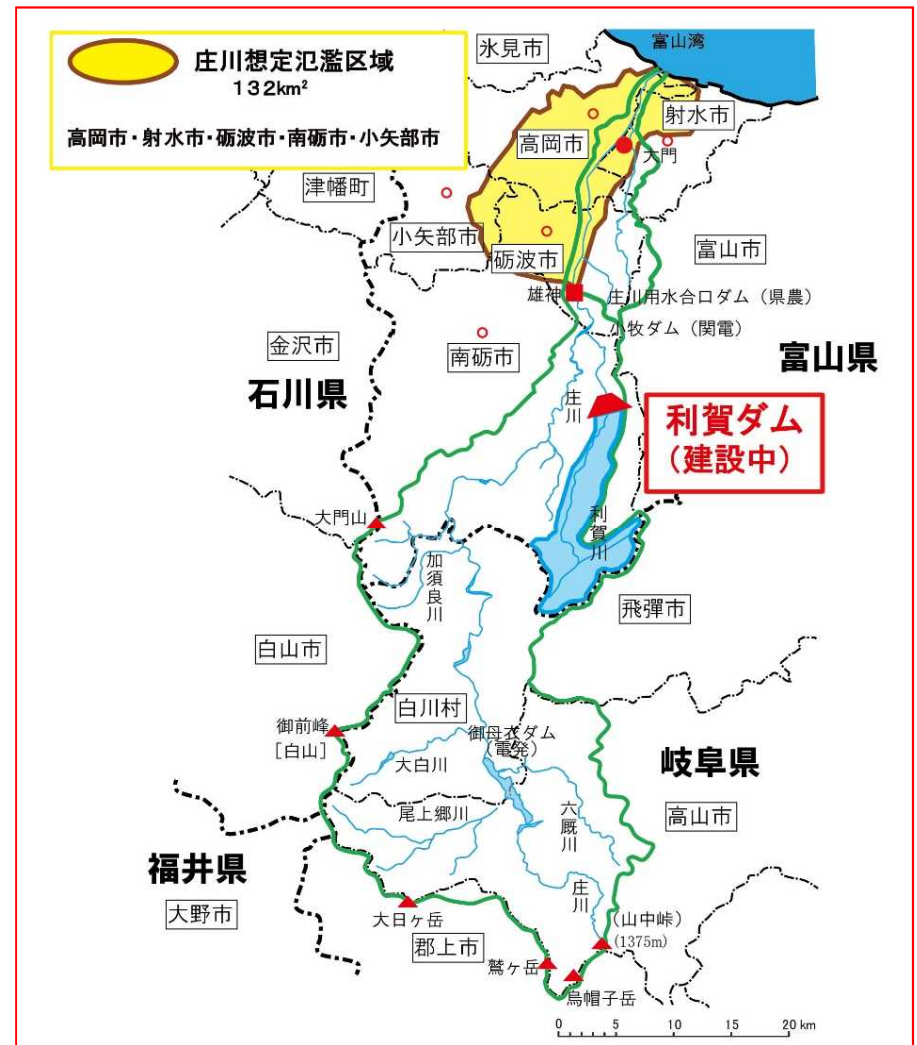 庄川想定氾濫区域
132km²
高岡市・射水市・砺波市・南砺市・小矢部市
氷見市
富山湾
射水市
高岡市
大門
津幡町
小矢部市
砺波市
富山市
雄神
庄川用水合口ダム（県農）
小牧ダム（関電）
金沢市
南砺市
石川県
富山県
庄川
利賀ダム
（建設中）
大門山
利賀川
加須良川
飛彈市
白山市
白川村
御前峰
［白山］
御母衣ダム
（電発）
大白川
岐阜県
尾上郷川
六厩川
高山市
福井県
大野市
庄川
大日ヶ岳
（山中峠）
(1375m)
郡上市
鷲ヶ岳
烏帽子岳
0 5 10 15 20 km